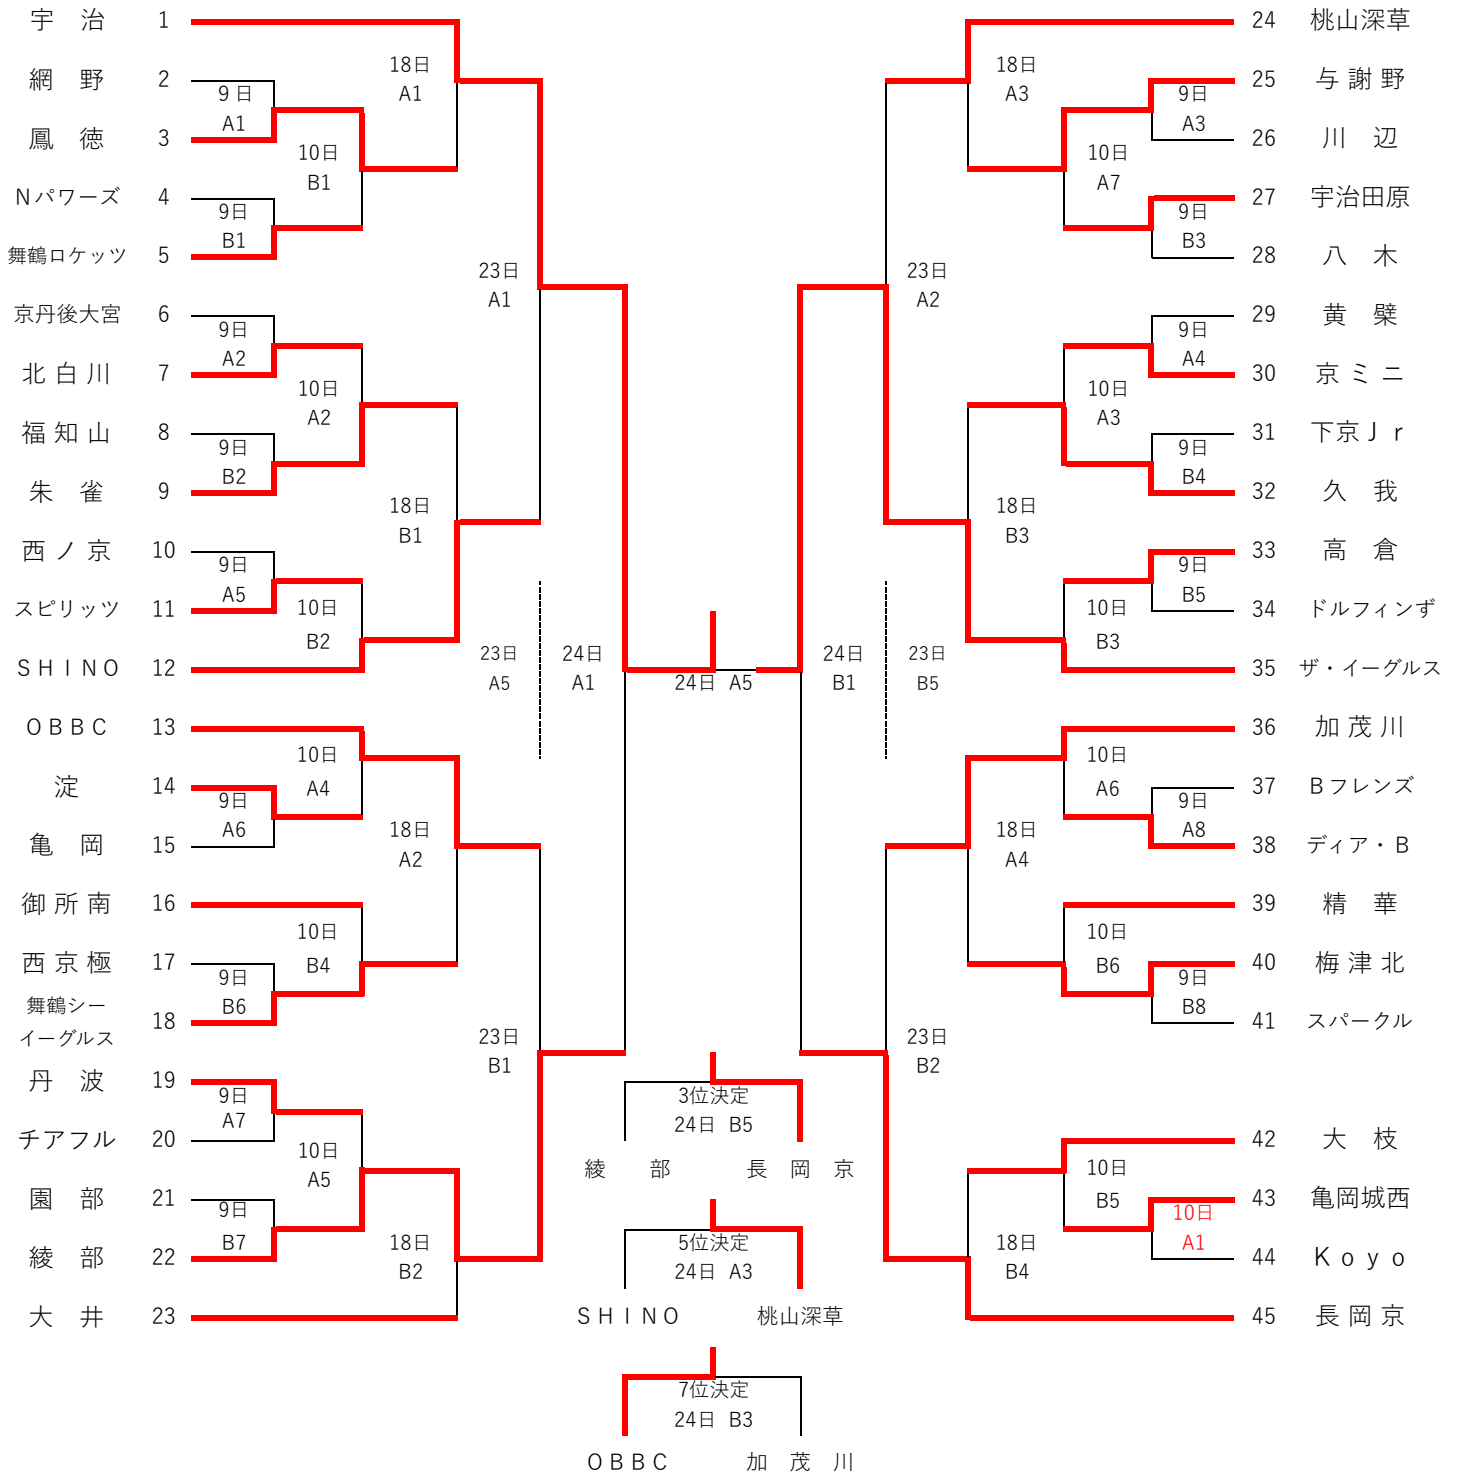 宇 治 1
18日
A1
網 野 2
9日
A1
鳳 徳 3
10日
B1
Nパワーズ 4
9日
B1
舞鶴ロケッツ 5
23日
A1
京丹後大宮 6
9日
A2
北 白 川 7
10日
A2
福 知 山 8
9日
B2
朱 雀 9
18日
B1
西 ノ 京 10
9日
A5
スピリッツ 11
10日
B2
SHINO 12
23日
A5
24日
A1
OBBC 13
10日
A4
淀 14
9日
A6
亀 岡 15
18日
A2
御 所 南 16
10日
B4
西 京 極 17
9日
B6
舞鶴シー
イーグルス 18
23日
B1
丹 波 19
9日
A7
チアフル 20
10日
A5
園 部 21
9日
B7
綾 部 22
18日
B2
大 井 23
24日 A5
3位決定
24日 B5
綾 部 長 岡 京
5位決定
24日 A3
SHINO 桃山深草
7位決定
24日 B3
OBBC 加 茂 川
24 桃山深草
18日
A3
25 与 謝 野
9日
A3
26 川 辺
10日
A7
27 宇治田原
9日
B3
28 八 木
23日
A2
29 黄 檗
9日
A4
30 京 ミ ニ
10日
A3
31 下京Ｊｒ
9日
B4
32 久 我
18日
B3
33 高 倉
9日
B5
34 ドルフィンず
10日
B3
35 ザ・イーグルス
24日
B1
23日
B5
36 加 茂 川
10日
A6
37 Bフレンズ
9日
A8
38 ディア・B
18日
A4
39 精 華
10日
B6
40 梅 津 北
9日
B8
41 スパークル
23日
B2
42 大 枝
10日
B5
43 亀岡城西
10日
A1
44 Koyo
18日
B4
45 長 岡 京